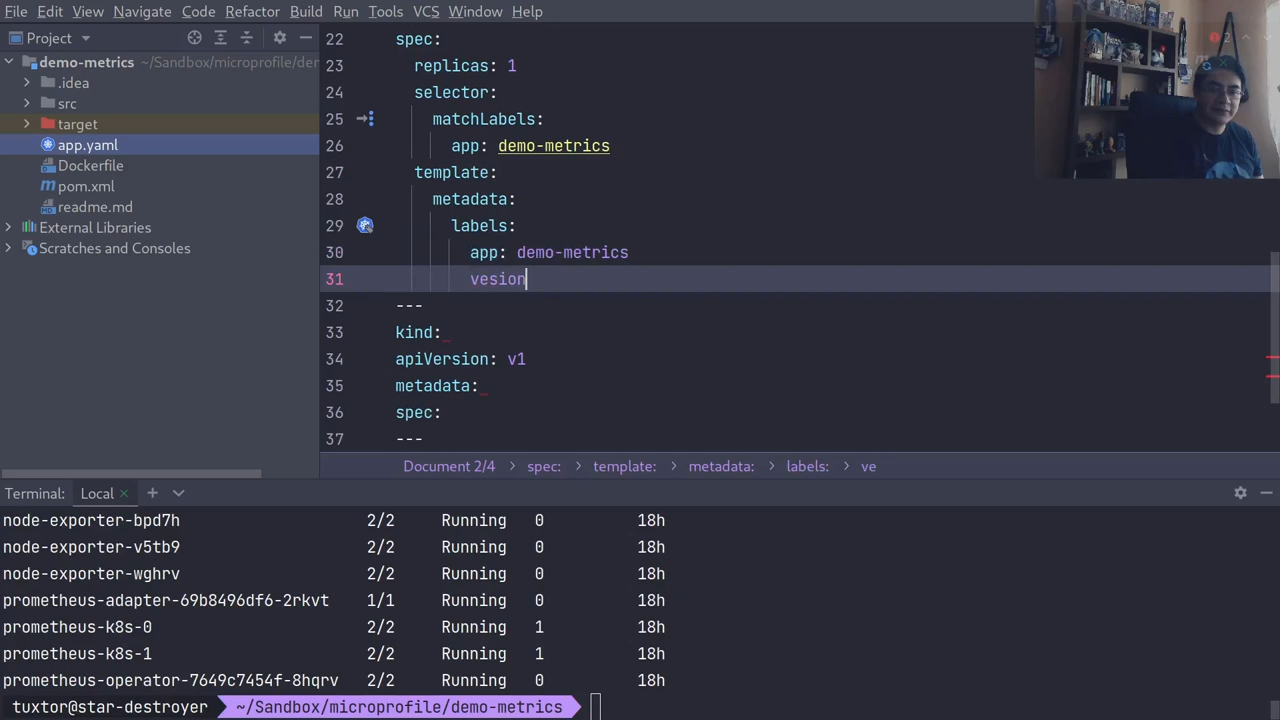 File Edit View Navigate Code Refactor Build Run Tools VCS Window Help
Project
demo-metrics ~/Sandbox/microprofile/der
.idea
src
target
app.yaml
Dockerfile
pom.xml
readme.md
External Libraries
Scratches and Consoles
22 spec:
23 replicas: 1
24 selector:
25 matchLabels:
26 app: demo-metrics
27 template:
28 metadata:
29 labels:
30 app: demo-metrics
31 vesion
32 ---
33 kind:
34 apiVersion: v1
35 metadata:
36 spec:
37 ---
2
Document 2/4 > spec: > template: > metadata: > labels: > ve
Terminal: Local
node-exporter-bpd7h 2/2 Running 0 18h
node-exporter-v5tb9 2/2 Running 0 18h
node-exporter-wghrv 2/2 Running 0 18h
prometheus-adapter-69b8496df6-2rkvt 1/1 Running 0 18h
prometheus-k8s-0 2/2 Running 1 18h
prometheus-k8s-1 2/2 Running 1 18h
prometheus-operator-7649c7454f-8hqrv 2/2 Running 0 18h
tuxtor@star-destroyer ~/Sandbox/microprofile/demo-metrics